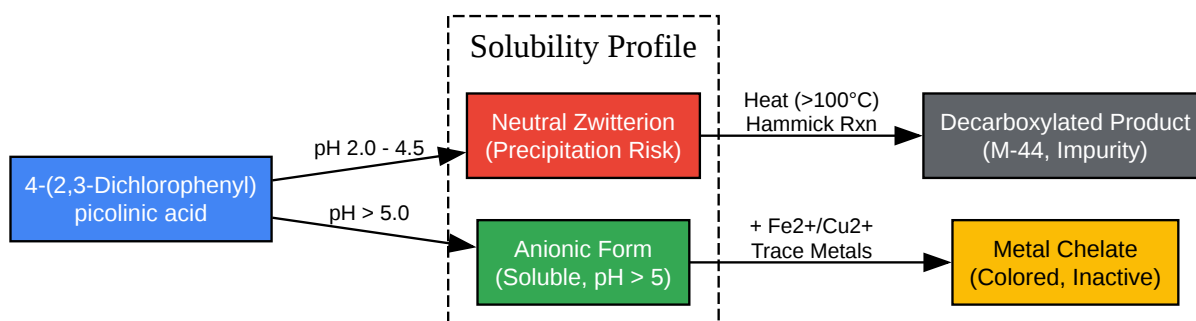 Solubility Profile
4-(2,3-Dichlorophenyl)
picolinic acid
pH 2.0 - 4.5
pH > 5.0
Neutral Zwitterion
(Precipitation Risk)
Heat (>100°C)
Hammick Rxn
Decarboxylated Product
(M-44, Impurity)
Anionic Form
(Soluble, pH > 5)
+ Fe2+/Cu2+
Trace Metals
Metal Chelate
(Colored, Inactive)